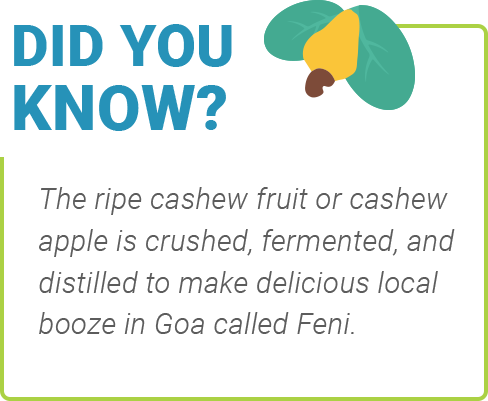 DID YOU
KNOW?
The ripe cashew fruit or cashew
apple is crushed, fermented, and
distilled to make delicious local
booze in Goa called Feni.